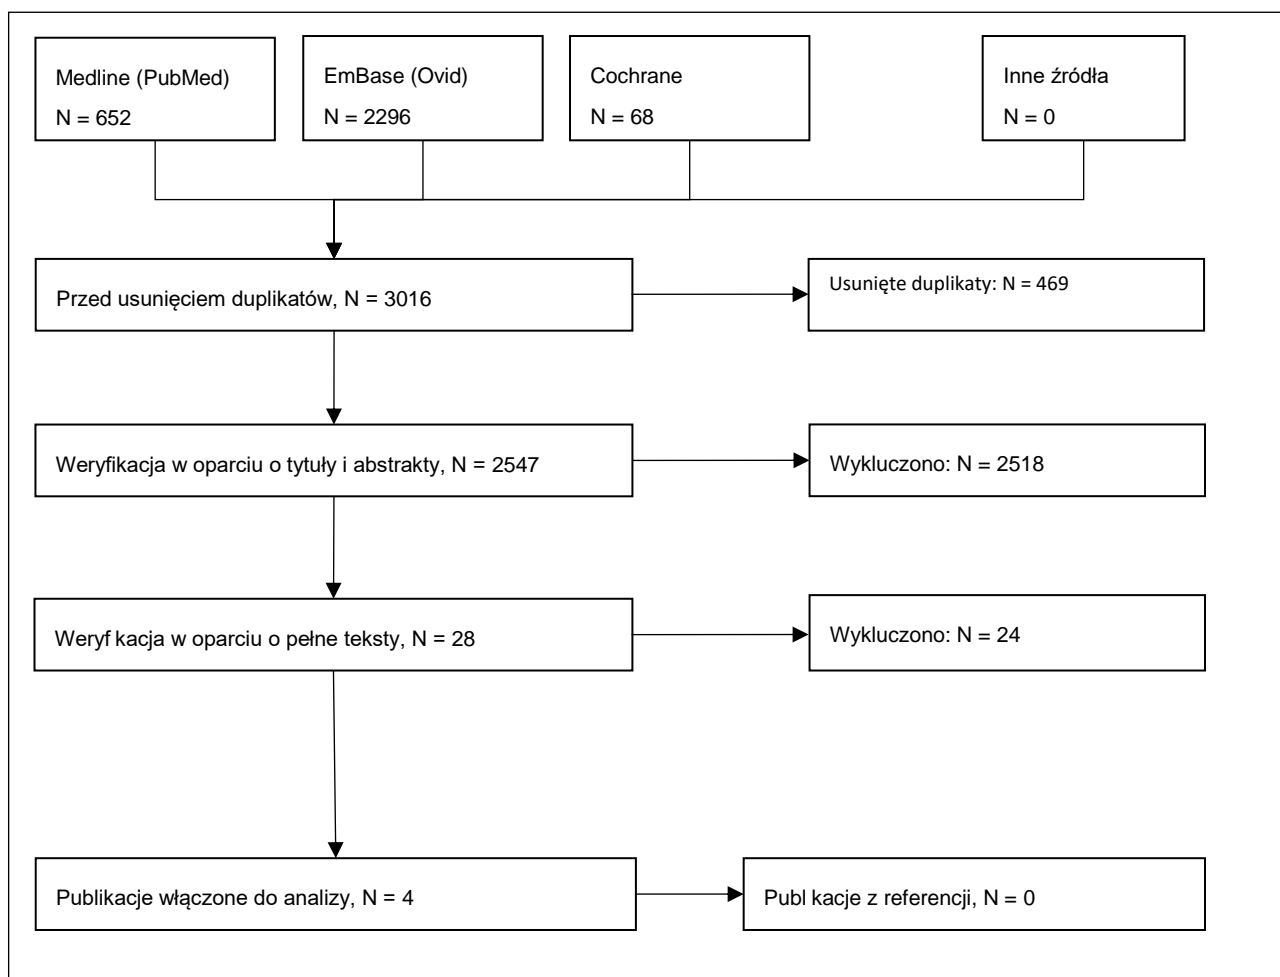 Medline (PubMed)
N = 652
EmBase (Ovid)
N = 2296
Cochrane
N = 68
Inne źródła
N = 0
Przed usunięciem duplikatów, N = 3016
Usunięte duplikaty: N = 469
Weryfikacja w oparciu o tytuły i abstrakty, N = 2547
Wykluczono: N = 2518
Weryf kacja w oparciu o pełne teksty, N = 28
Wykluczono: N = 24
Publikacje włączone do analizy, N = 4
Publ kacje z referencji, N = 0